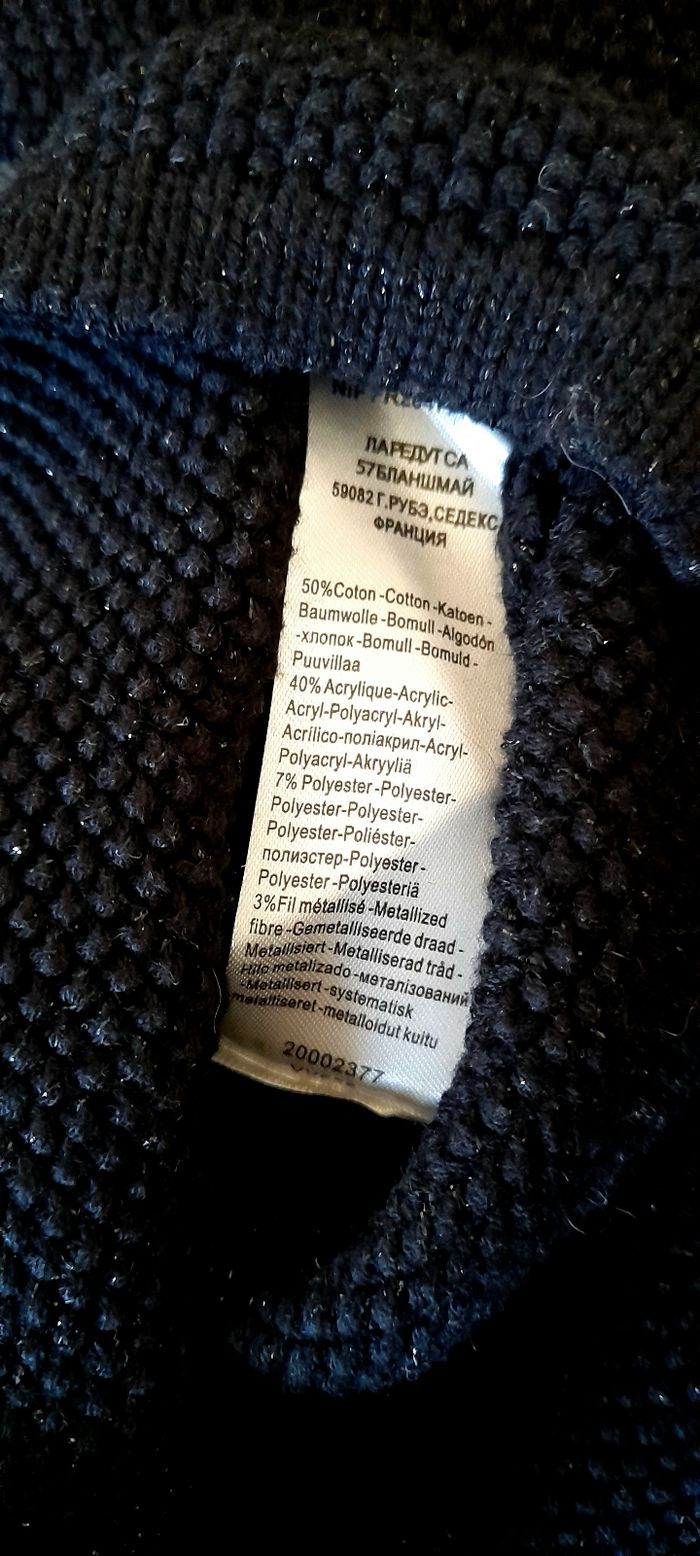 ЛАРЕДУТ СА
57БЛАНШМАЙ
59082 Г.РУБЭ,СЕДЕКС
ФРАНЦИЯ
50%Coton-Cotton-Katoen-
Baumwolle-Bomull-Algodón
-хлопок-Bomull-Bomuld-
Puuvillaa
40% Acrylique-Acrylic-
Acryl-Polyacryl-Akryl-
Acrílico-поліакрил-Acryl-
Polyacryl-Akryyliä
7% Polyester-Polyester-
Polyester-Polyester-
Polyester-Poliéster-
полиэстер-Polyester-
Polyester-Polyesteriä
3%Fil métallisé-Metallized
fibre-Gemetalliseerde draad-
Metallisiert-Metalliserad tråd-
Hilo metalizado-металізований
-Metallisert-systematisk
metalliseret-metalloidut kuitu
20002377